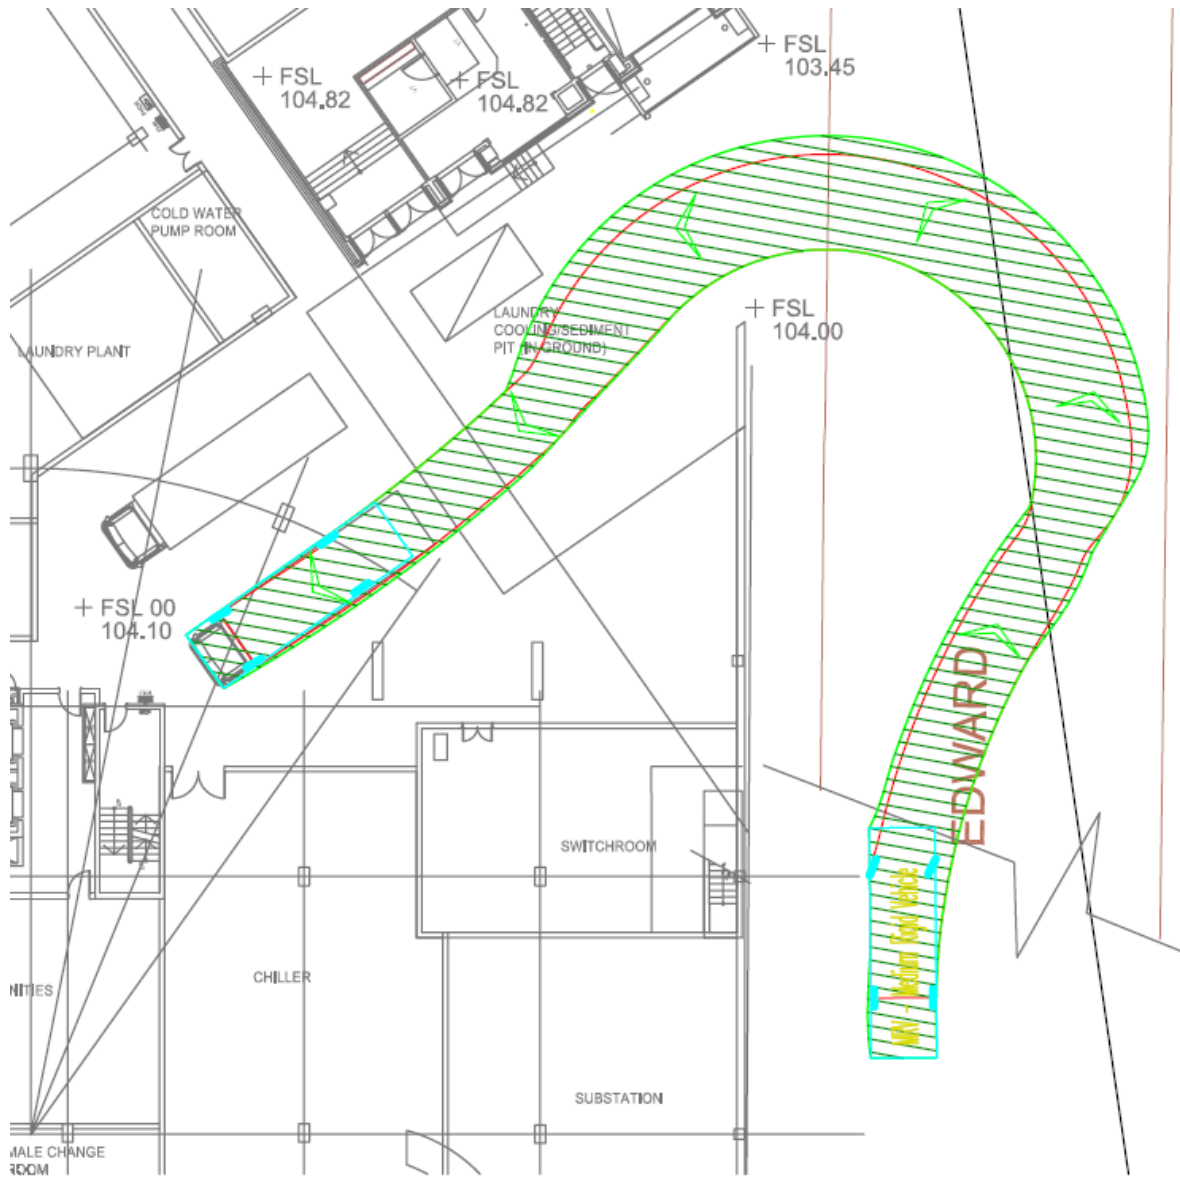 FSL
103.45
FSL
104.82
FSL
104.82
COLD WATER
PUMP ROOM
LAUNDRY
COOLING/SEDIMENT
PIT (IN GROUND)
FSL
104.00
LAUNDRY PLANT
FSL 00
104.10
EDWARD
SWITCHROOM
MRV - Medium Rigid Vehicle
CHILLER
NITIES
SUBSTATION
MALE CHANGE
ROOM